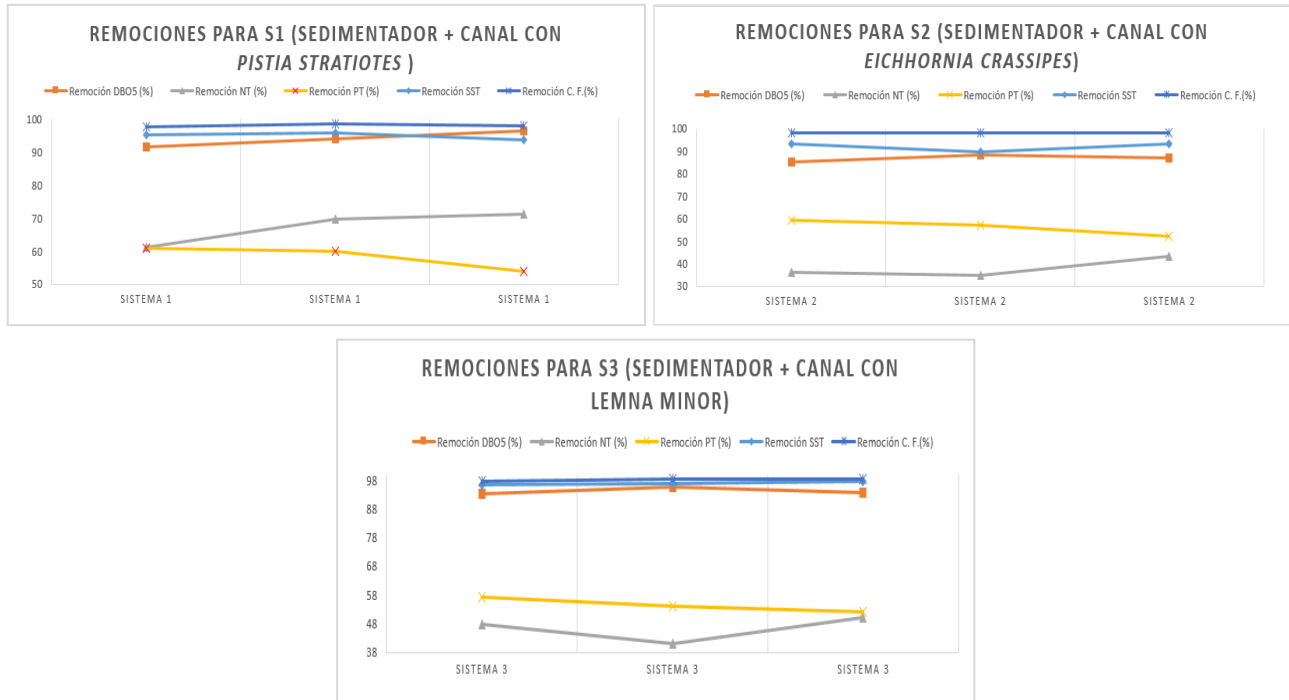 REMOCIONES PARA S1 (SEDIMENTADOR + CANAL CON
PISTIA STRATIOTES )
Remoción DBO5 (%) Remoción NT (%) Remoción PT (%) Remoción SST Remoción C. F.(%)
100
90
80
70
60
50
SISTEMA 1 SISTEMA 1 SISTEMA 1
REMOCIONES PARA S2 (SEDIMENTADOR + CANAL CON
EICHHORNIA CRASSIPES)
Remoción DBO5 (%) Remoción NT (%) Remoción PT (%) Remoción SST Remoción C. F.(%)
100
90
80
70
60
50
40
30
SISTEMA 2 SISTEMA 2 SISTEMA 2
REMOCIONES PARA S3 (SEDIMENTADOR + CANAL CON
LEMNA MINOR)
Remoción DBO5 (%) Remoción NT (%) Remoción PT (%) Remoción SST Remoción C. F.(%)
98
88
78
68
58
48
38
SISTEMA 3 SISTEMA 3 SISTEMA 3